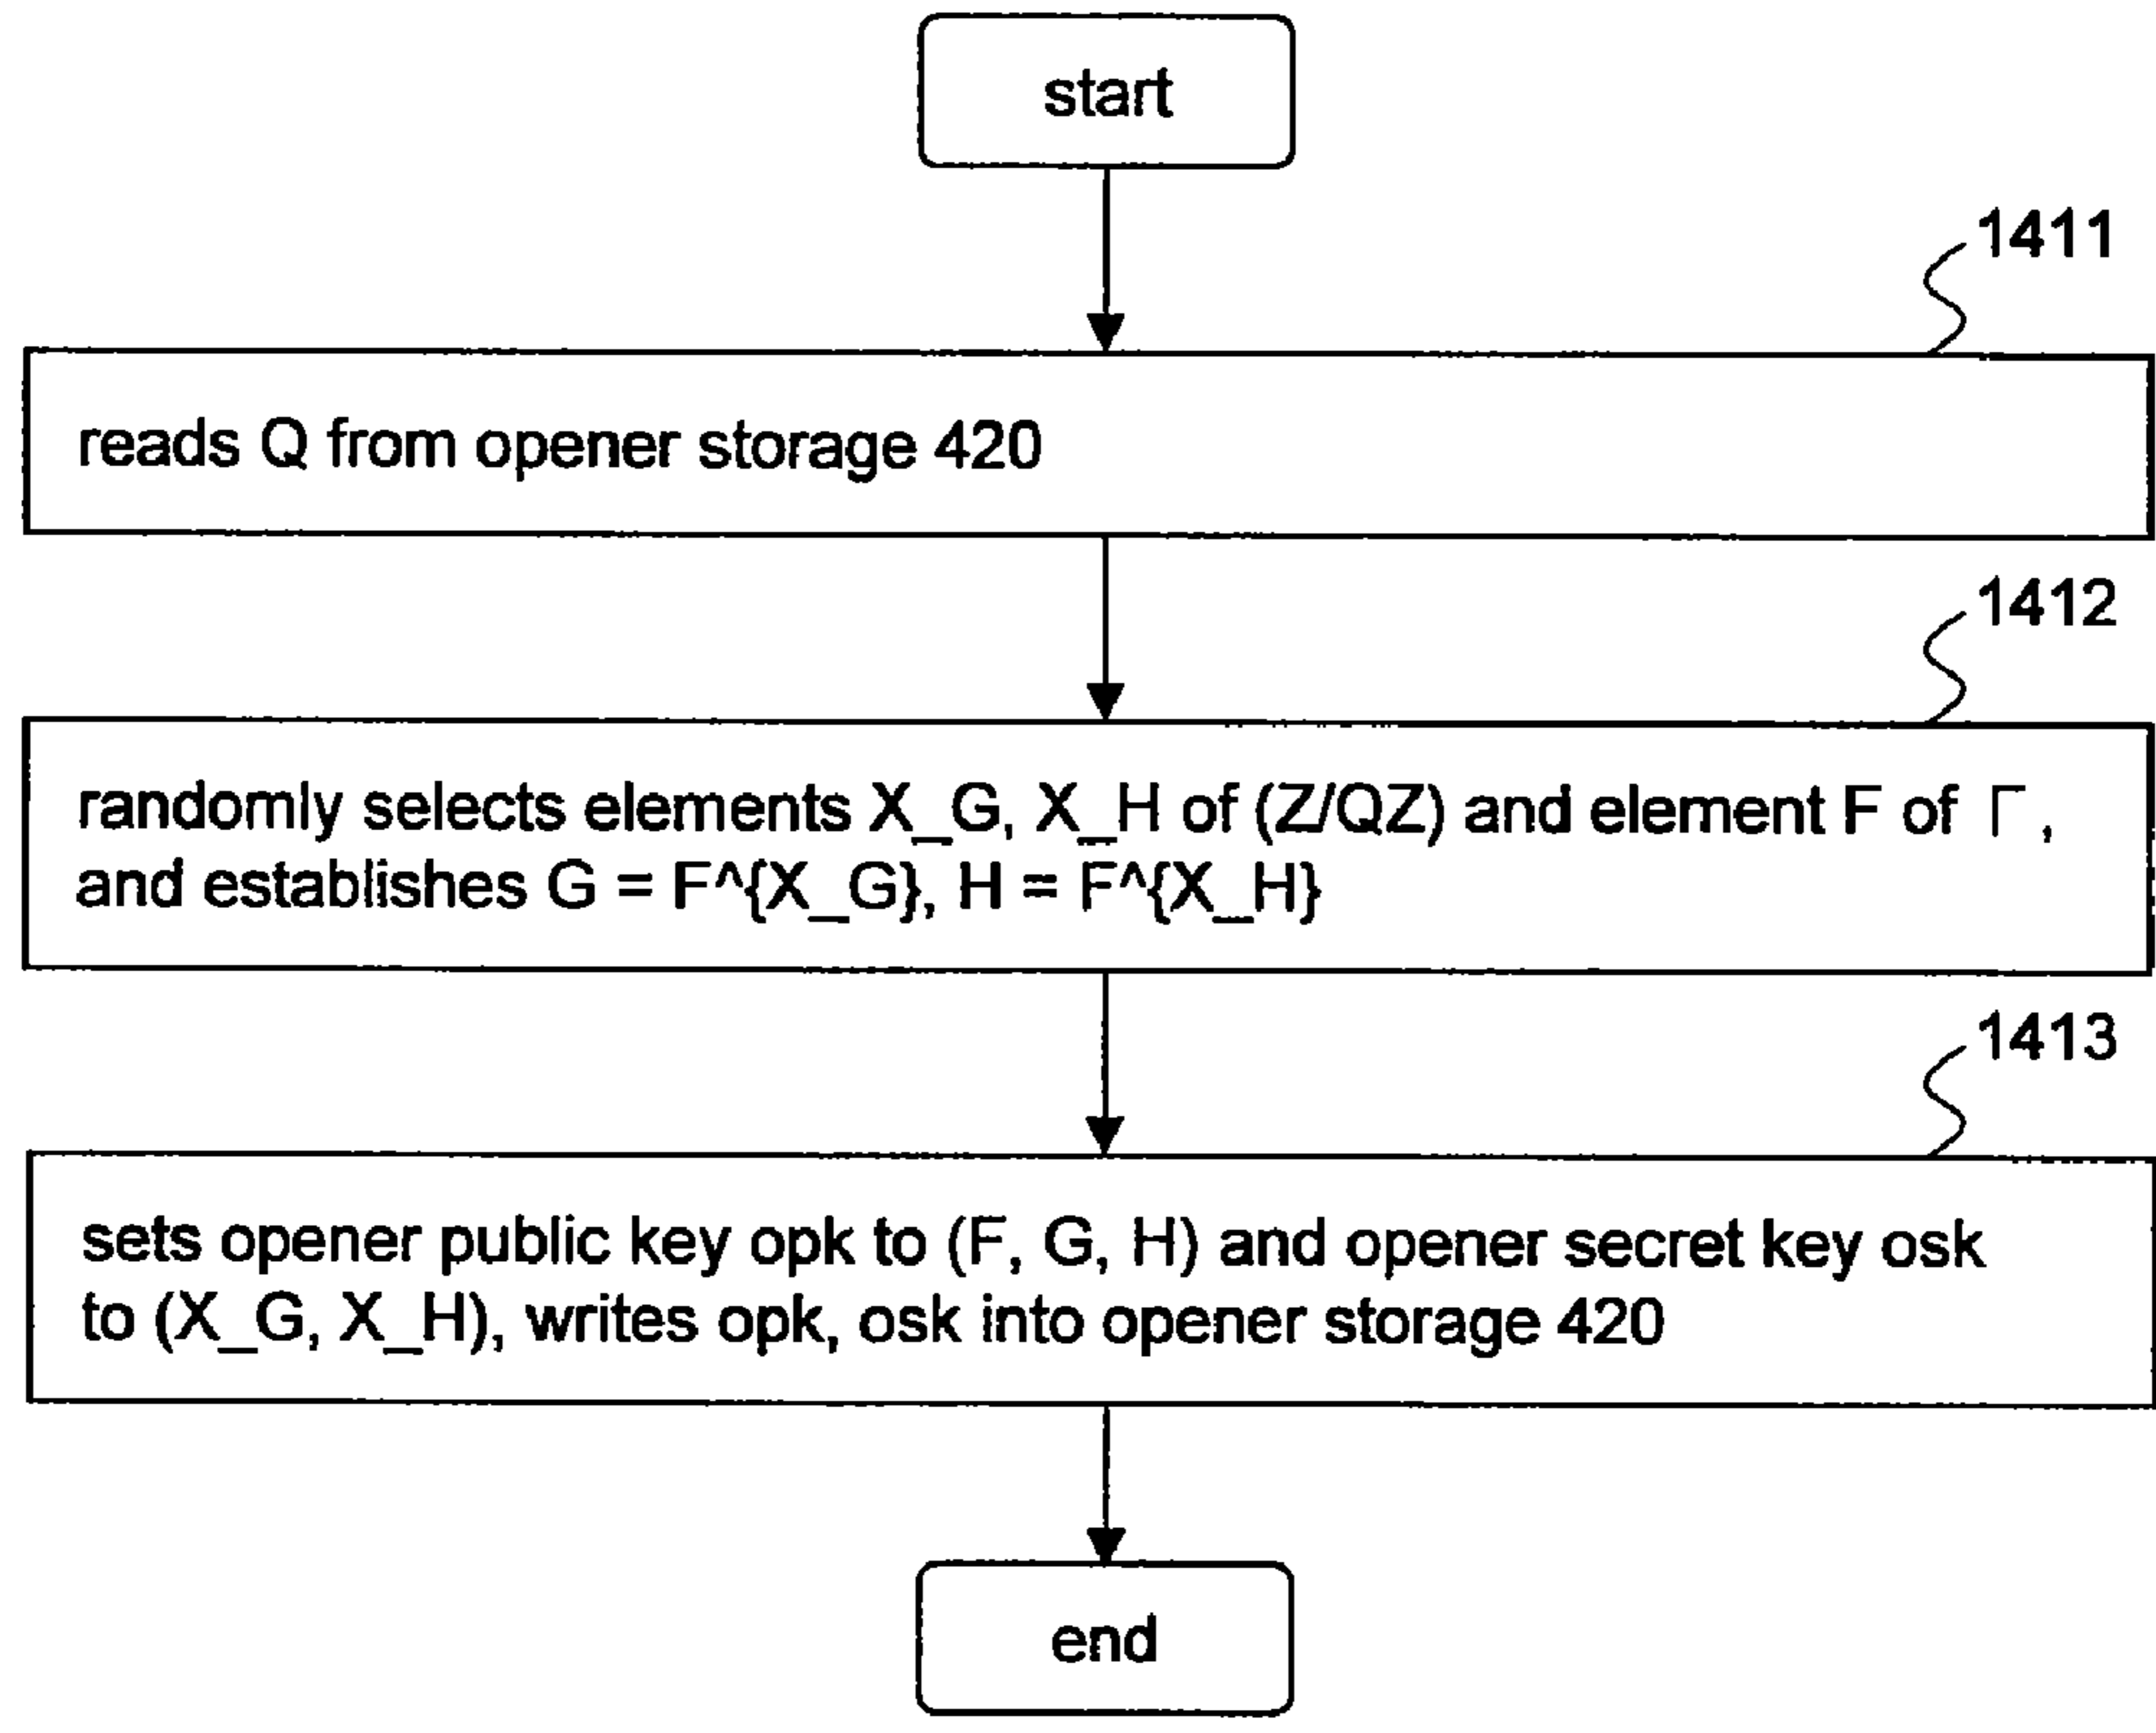 start
1411
reads Q from opener storage 420
1412
randomly selects elements X_G, X_H of (Z/QZ) and element F of Γ ,
and establishes G = F^{X_G}, H = F^{X_H}
1413
sets opener public key opk to (F, G, H) and opener secret key osk
to (X_G, X_H), writes opk, osk into opener storage 420
end